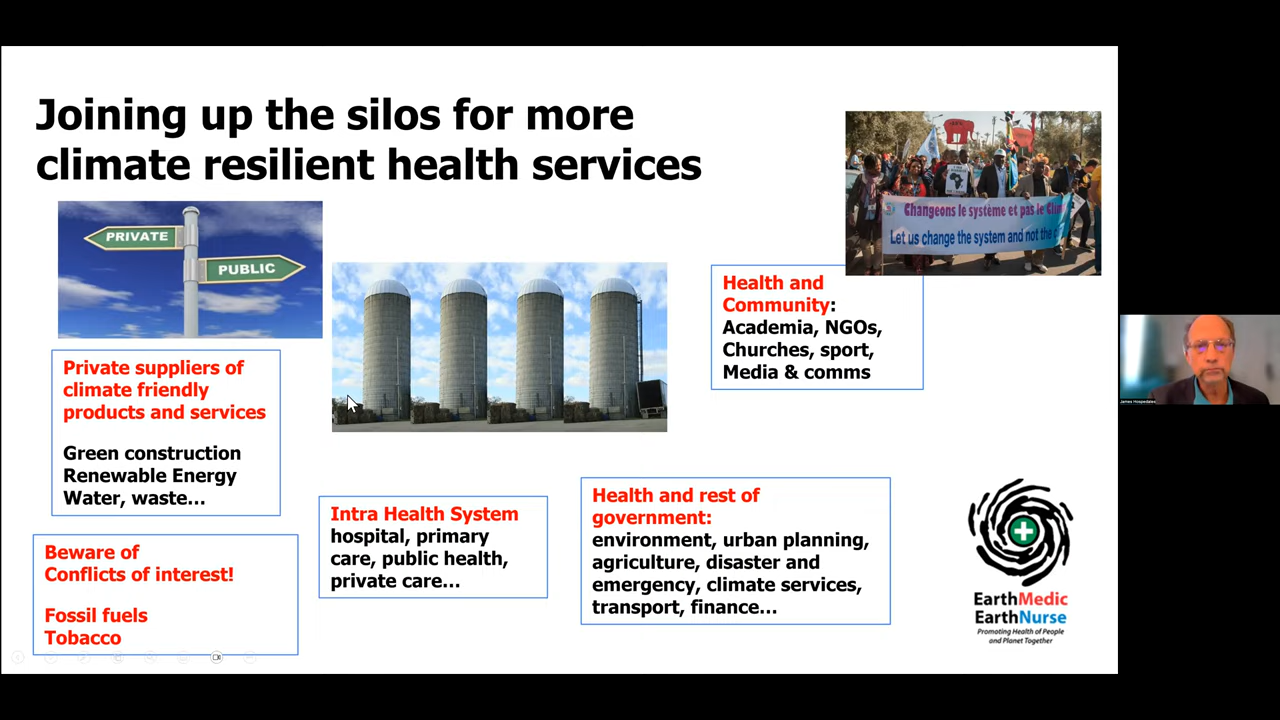 Joining up the silos for more
climate resilient health services
PRIVATE
PUBLIC
Changeons le système et pas le
Let us change the system and not the
Private suppliers of
climate friendly
products and services
Green construction
Renewable Energy
Water, waste...
Beware of
Conflicts of interest!
Fossil fuels
Tobacco
Intra Health System
hospital, primary
care, public health,
private care...
Health and rest of
government:
environment, urban planning,
agriculture, disaster and
emergency, climate services,
transport, finance...
Health and
Community:
Academia, NGOs,
Churches, sport,
Media & comms
EarthMedic
EarthNurse
Promoting Health of People
and Planet Together
James Hospedales